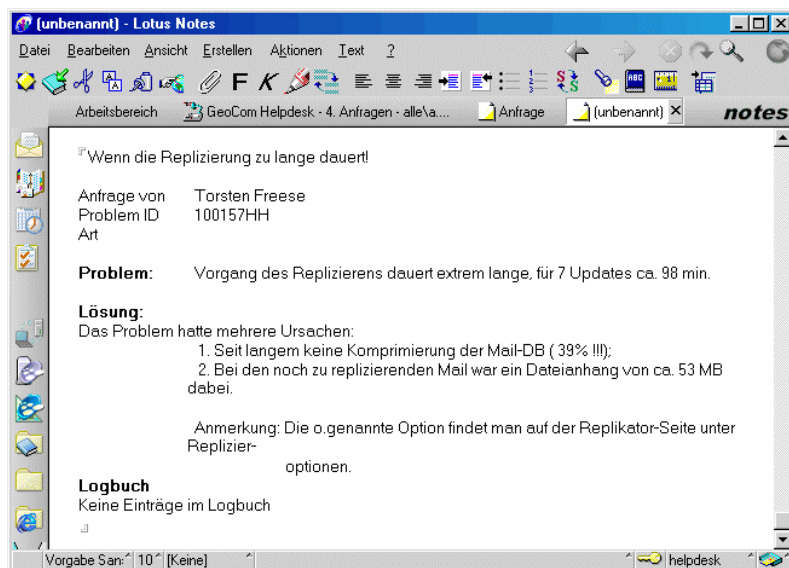 (unbenannt) - Lotus Notes
Datei Bearbeiten Ansicht Erstellen Aktionen Text ?
F K
ABC
Arbeitsbereich GeoCom Helpdesk - 4. Anfragen - alle\a.... Anfrage (unbenannt) notes
Wenn die Replizierung zu lange dauert!
Anfrage von Torsten Freese
Problem ID 100157HH
Art
Problem: Vorgang des Replizierens dauert extrem lange, für 7 Updates ca. 98 min.
Lösung:
Das Problem hatte mehrere Ursachen:
1. Seit langem keine Komprimierung der Mail-DB ( 39% !!!);
2. Bei den noch zu replizierenden Mail war ein Dateianhang von ca. 53 MB
dabei.
Anmerkung: Die o.genannte Option findet man auf der Replikator-Seite unter
Replizier-
optionen.
Logbuch
Keine Einträge im Logbuch
Vorgabe San: 10 [Keine] helpdesk